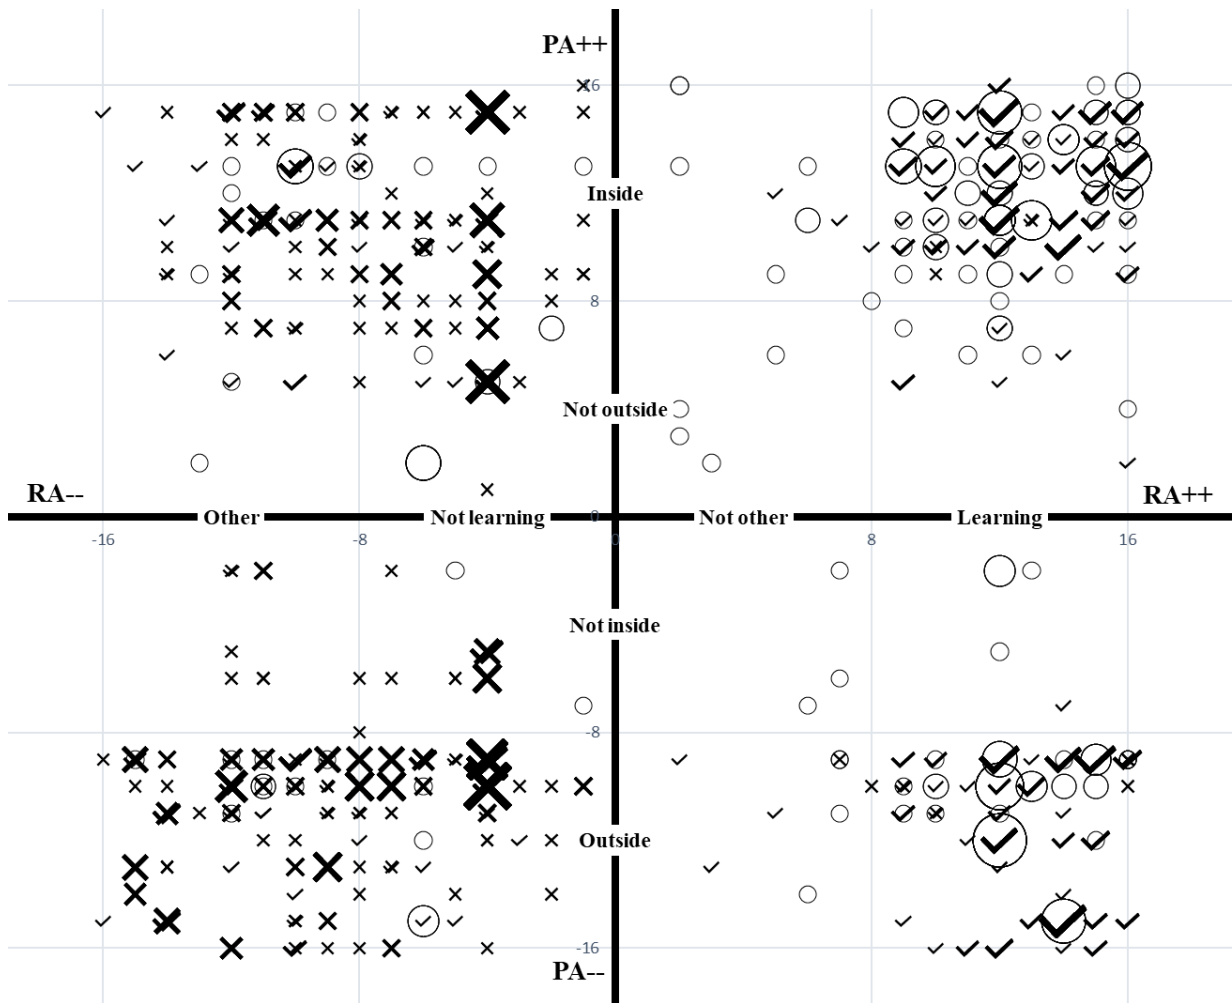 PA++
16
Inside
8
Not outside
RA--
RA++
Other
Not learning
0
Not other
Learning
-16
-8
0
8
16
Not inside
-8
Outside
-16
PA--